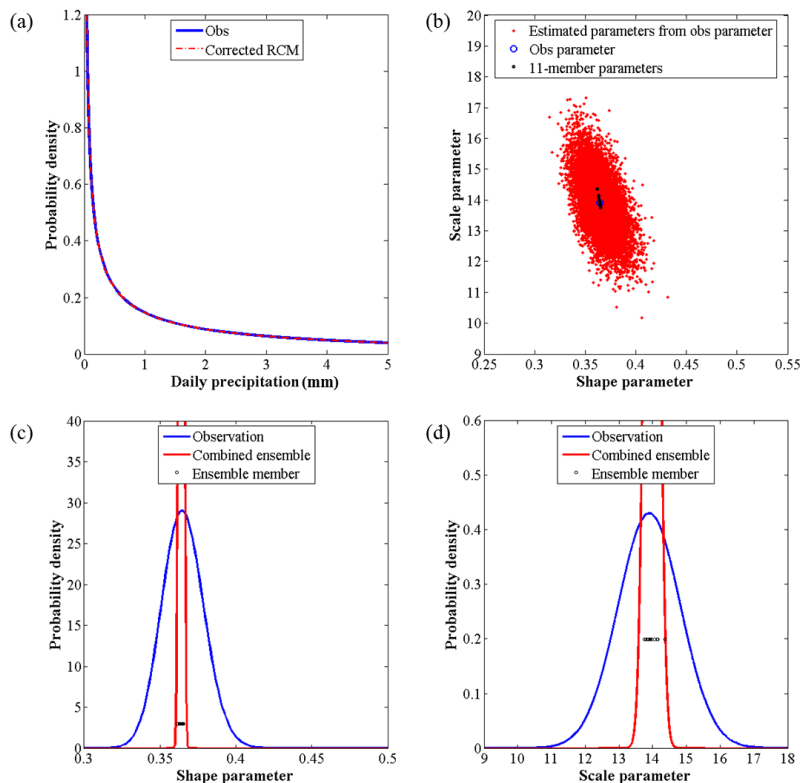 (a)
1.2
1
0.8
0.6
0.4
0.2
0
Probability density
Obs
Corrected RCM
0 1 2 3 4 5
Daily precipitation (mm)
(b)
20
19
18
17
16
15
14
13
12
11
10
9
Scale parameter
Estimated parameters from obs parameter
Obs parameter
11-member parameters
0.25 0.3 0.35 0.4 0.45 0.5 0.55
Shape parameter
(c)
40
35
30
25
20
15
10
5
0
Probability density
Observation
Combined ensemble
Ensemble member
0.3 0.35 0.4 0.45 0.5
Shape parameter
(d)
0.6
0.5
0.4
0.3
0.2
0.1
0
Probability density
Observation
Combined ensemble
Ensemble member
9 10 11 12 13 14 15 16 17 18
Scale parameter